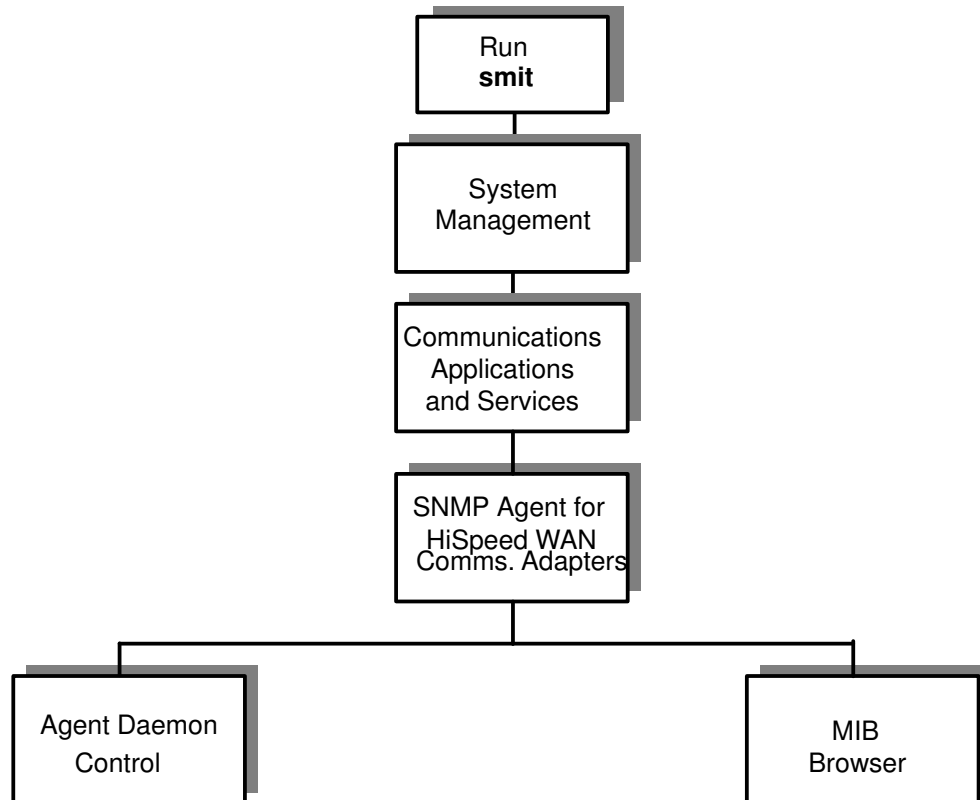 Run
smit
System
Management
Communications
Applications
and Services
SNMP Agent for
HiSpeed WAN
Comms. Adapters
Agent Daemon
Control
MIB
Browser